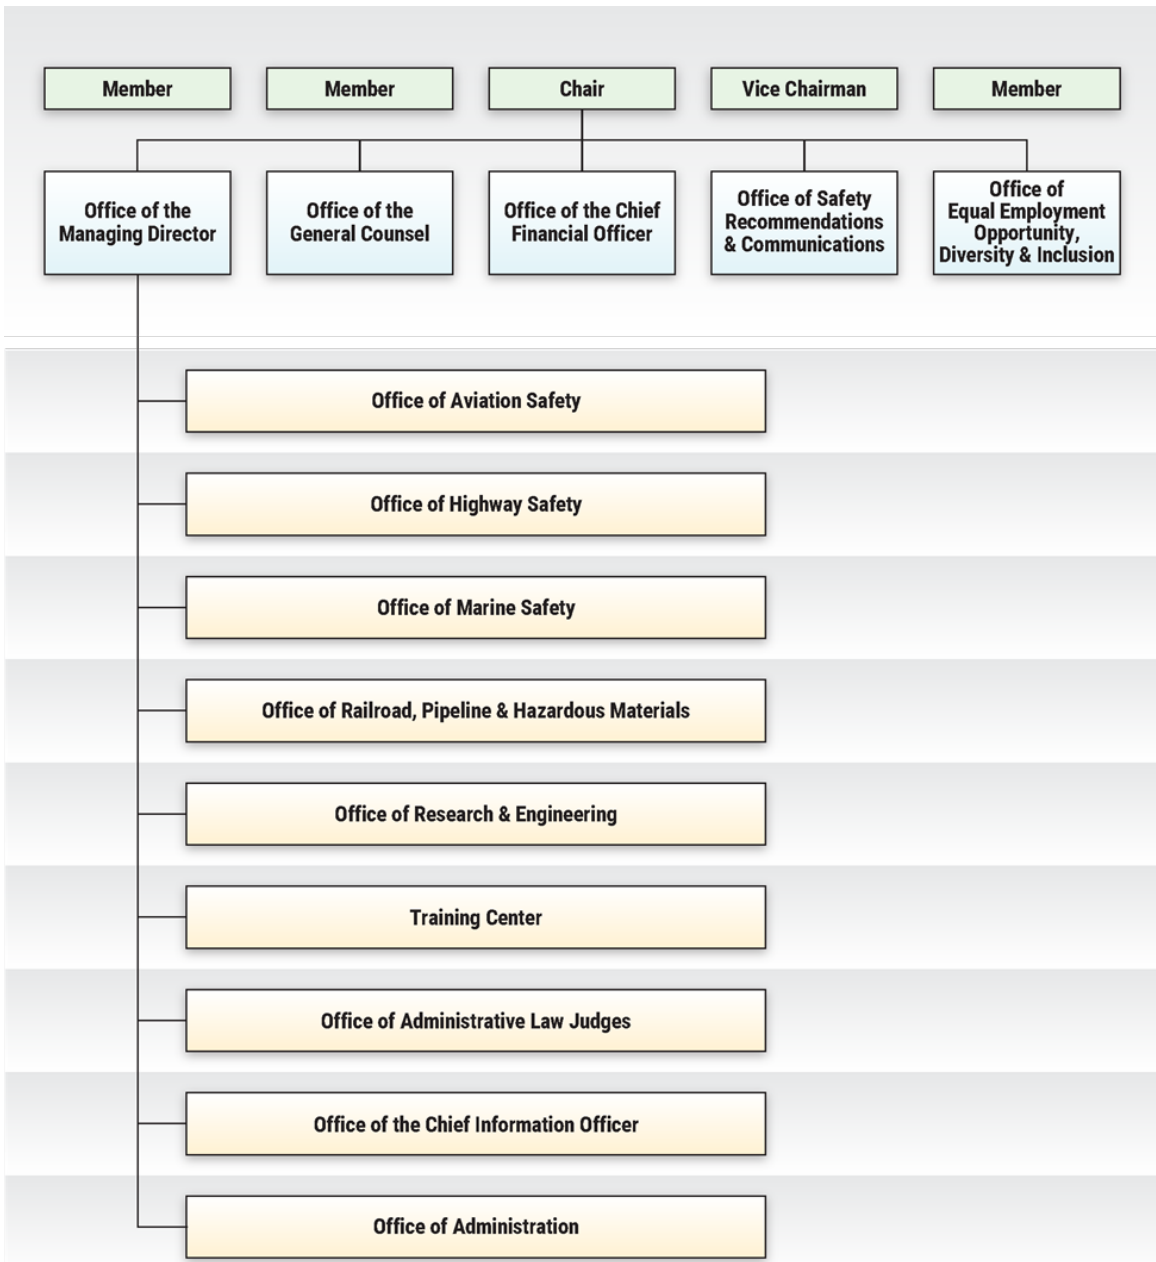 Member
Member
Chair
Vice Chairman
Member
Office of the
Managing Director
Office of the
General Counsel
Office of the Chief
Financial Officer
Office of Safety
Recommendations
& Communications
Office of
Equal Employment
Opportunity,
Diversity & Inclusion
Office of Aviation Safety
Office of Highway Safety
Office of Marine Safety
Office of Railroad, Pipeline & Hazardous Materials
Office of Research & Engineering
Training Center
Office of Administrative Law Judges
Office of the Chief Information Officer
Office of Administration